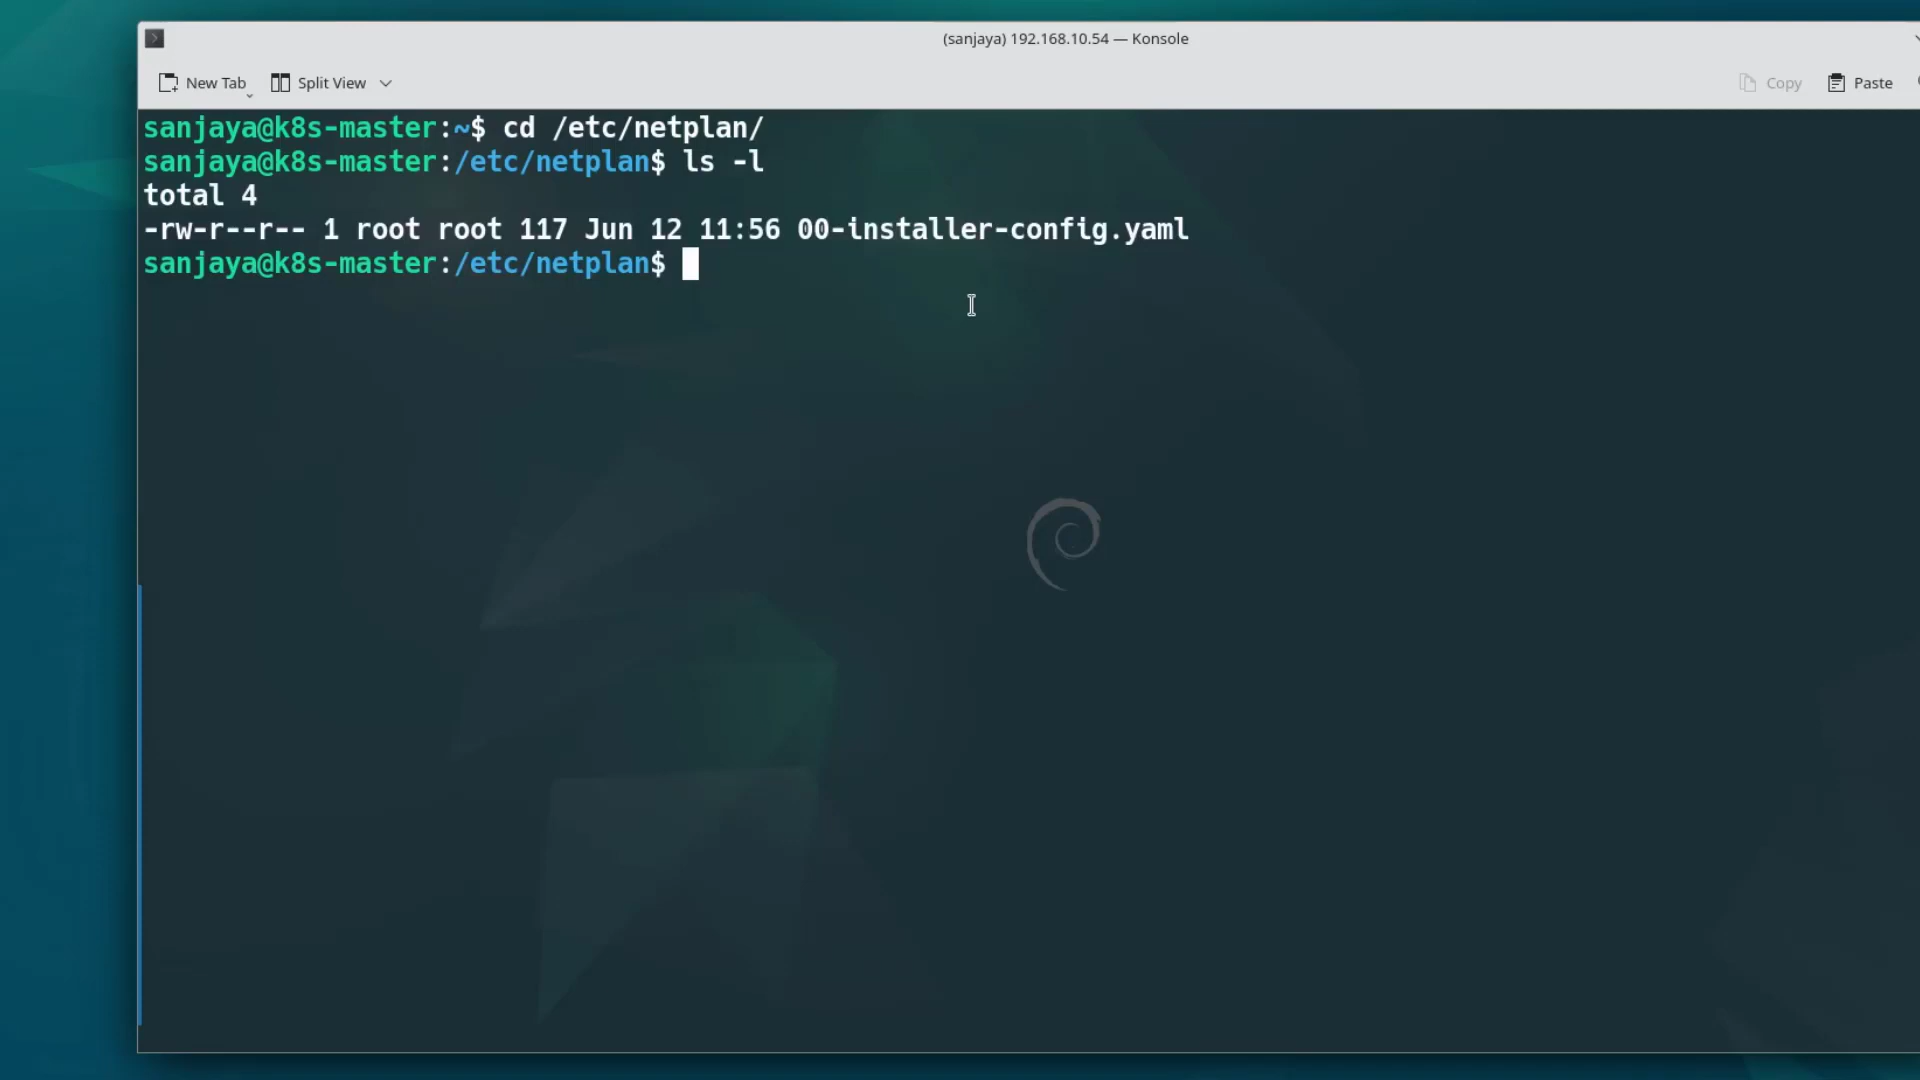 (sanjaya) 192.168.10.54 — Konsole
New Tab Split View Copy Paste
sanjaya@k8s-master:~$ cd /etc/netplan/
sanjaya@k8s-master:/etc/netplan$ ls -l
total 4
-rw-r--r-- 1 root root 117 Jun 12 11:56 00-installer-config.yaml
sanjaya@k8s-master:/etc/netplan$